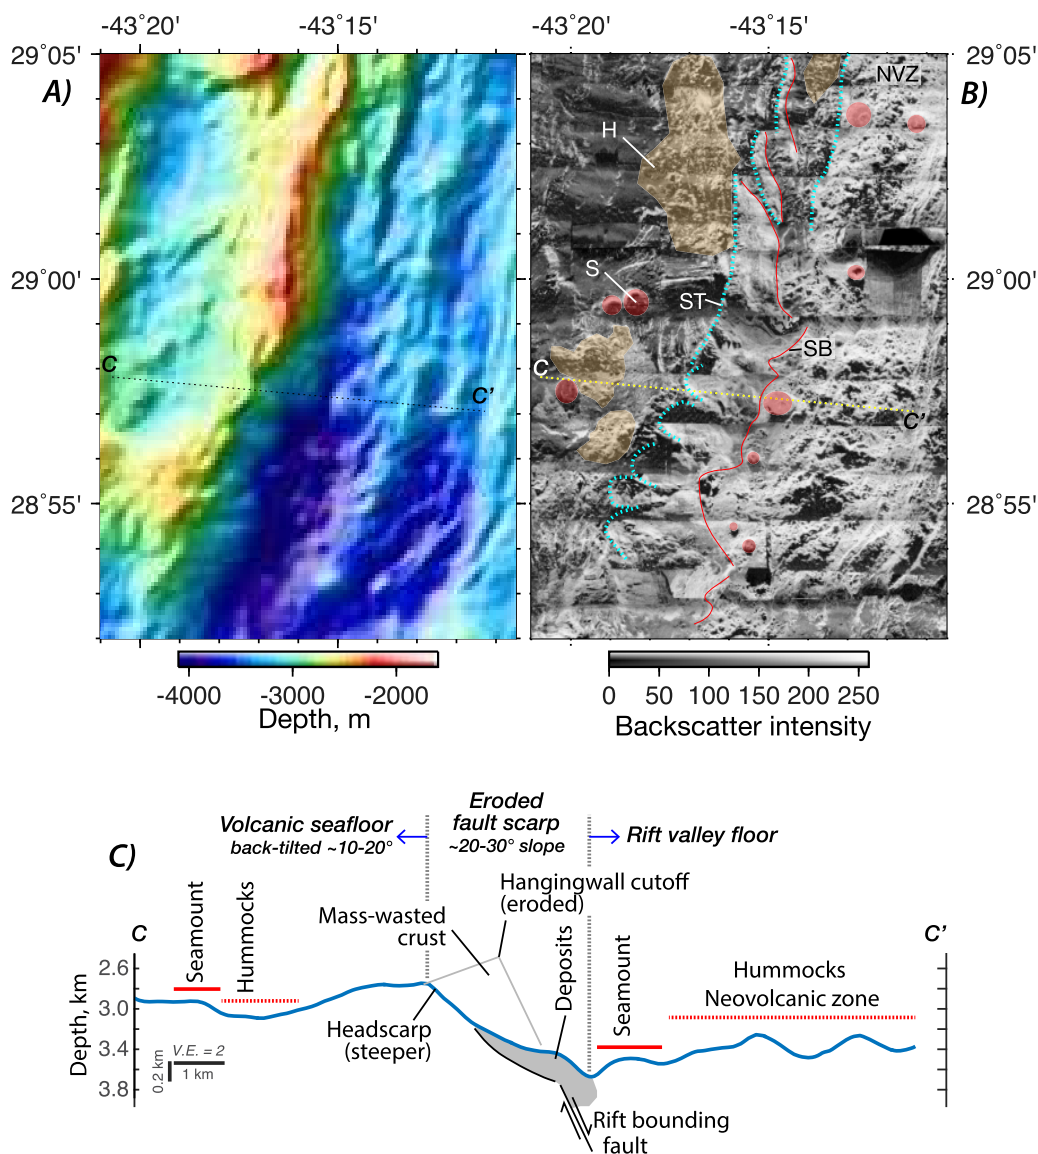 -43˚20'
-43˚15'
-43˚20'
-43˚15'
29˚05'
29˚00'
28˚55'
29˚05'
29˚00'
28˚55'
A)
C
C'
B)
NVZ
H
S
ST
SB
C
C'
-4000
-3000
-2000
Depth, m
0
50
100
150
200
250
Backscatter intensity
C)
Volcanic seafloor
back-tilted ~10-20°
Eroded
fault scarp
~20-30° slope
Rift valley floor
Hangingwall cutoff
(eroded)
Mass-wasted
crust
Seamount
Hummocks
Deposits
Seamount
Hummocks
Neovolcanic zone
C
C'
Depth, km
2.6
3.0
3.4
3.8
Headscarp
(steeper)
V.E. = 2
0.2 km
1 km
Rift bounding
fault